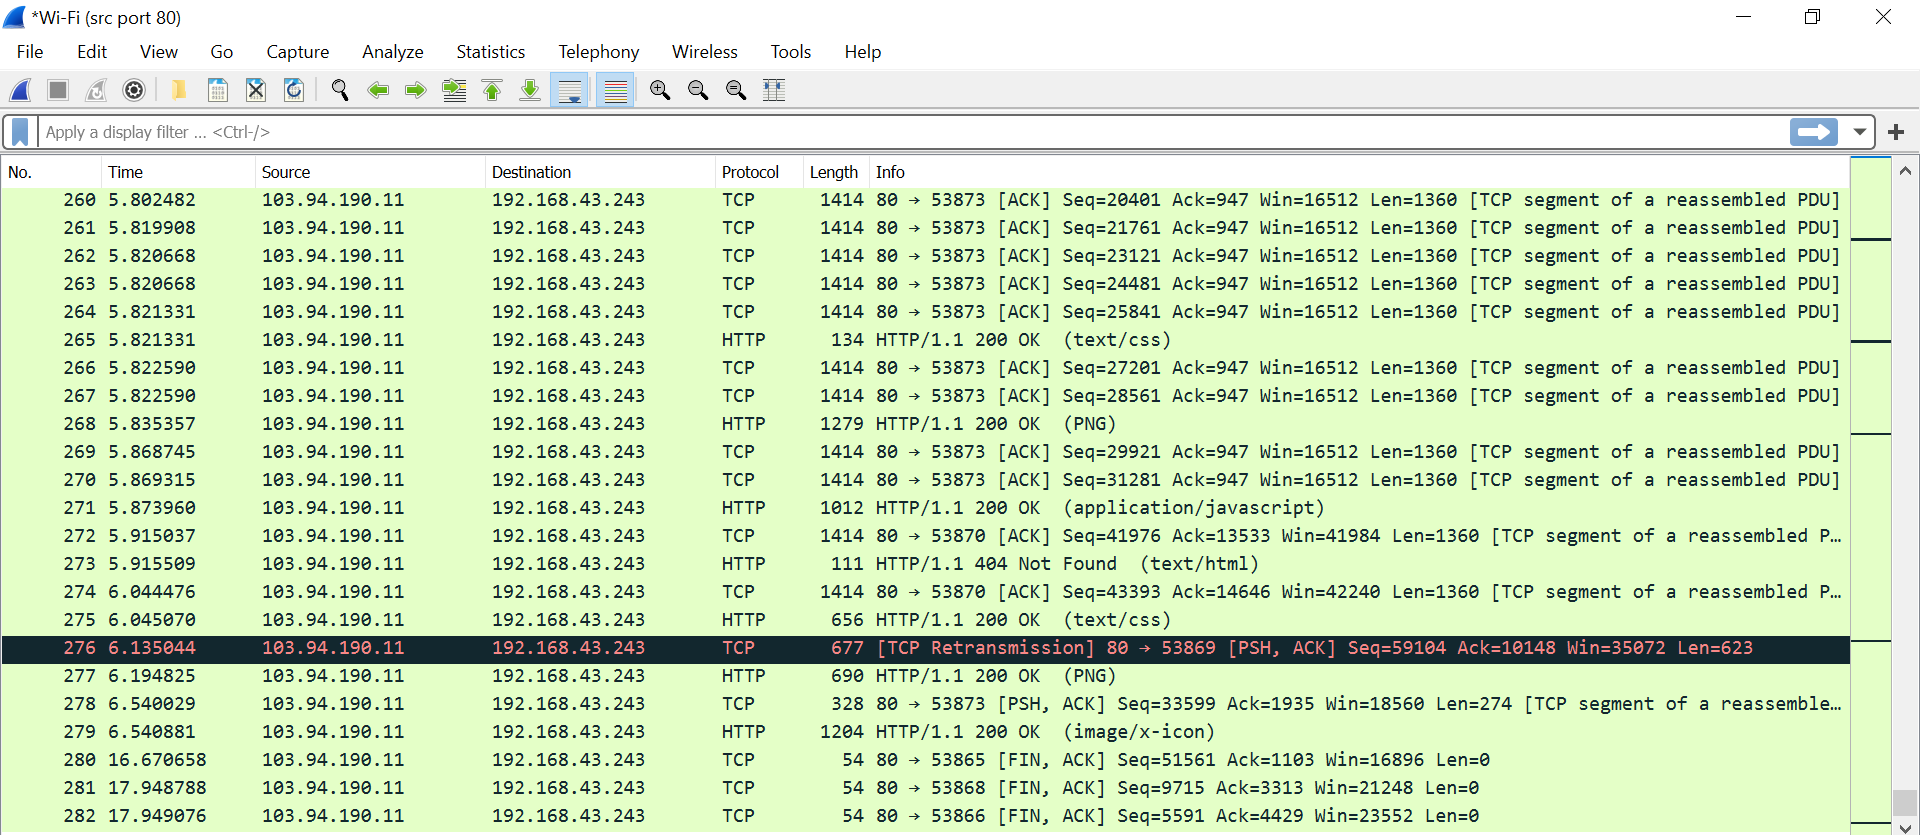 *Wi-Fi (src port 80)
File Edit View Go Capture Analyze Statistics Telephony Wireless Tools Help
Apply a display filter ... <Ctrl-/>
No. Time Source Destination Protocol Length Info
260 5.802482 103.94.190.11 192.168.43.243 TCP 1414 80 → 53873 [ACK] Seq=20401 Ack=947 Win=16512 Len=1360 [TCP segment of a reassembled PDU]
261 5.819908 103.94.190.11 192.168.43.243 TCP 1414 80 → 53873 [ACK] Seq=21761 Ack=947 Win=16512 Len=1360 [TCP segment of a reassembled PDU]
262 5.820668 103.94.190.11 192.168.43.243 TCP 1414 80 → 53873 [ACK] Seq=23121 Ack=947 Win=16512 Len=1360 [TCP segment of a reassembled PDU]
263 5.820668 103.94.190.11 192.168.43.243 TCP 1414 80 → 53873 [ACK] Seq=24481 Ack=947 Win=16512 Len=1360 [TCP segment of a reassembled PDU]
264 5.821331 103.94.190.11 192.168.43.243 TCP 1414 80 → 53873 [ACK] Seq=25841 Ack=947 Win=16512 Len=1360 [TCP segment of a reassembled PDU]
265 5.821331 103.94.190.11 192.168.43.243 HTTP 134 HTTP/1.1 200 OK (text/css)
266 5.822590 103.94.190.11 192.168.43.243 TCP 1414 80 → 53873 [ACK] Seq=27201 Ack=947 Win=16512 Len=1360 [TCP segment of a reassembled PDU]
267 5.822590 103.94.190.11 192.168.43.243 TCP 1414 80 → 53873 [ACK] Seq=28561 Ack=947 Win=16512 Len=1360 [TCP segment of a reassembled PDU]
268 5.835357 103.94.190.11 192.168.43.243 HTTP 1279 HTTP/1.1 200 OK (PNG)
269 5.868745 103.94.190.11 192.168.43.243 TCP 1414 80 → 53873 [ACK] Seq=29921 Ack=947 Win=16512 Len=1360 [TCP segment of a reassembled PDU]
270 5.869315 103.94.190.11 192.168.43.243 TCP 1414 80 → 53873 [ACK] Seq=31281 Ack=947 Win=16512 Len=1360 [TCP segment of a reassembled PDU]
271 5.873960 103.94.190.11 192.168.43.243 HTTP 1012 HTTP/1.1 200 OK (application/javascript)
272 5.915037 103.94.190.11 192.168.43.243 TCP 1414 80 → 53870 [ACK] Seq=41976 Ack=13533 Win=41984 Len=1360 [TCP segment of a reassembled P…
273 5.915509 103.94.190.11 192.168.43.243 HTTP 111 HTTP/1.1 404 Not Found (text/html)
274 6.044476 103.94.190.11 192.168.43.243 TCP 1414 80 → 53870 [ACK] Seq=43393 Ack=14646 Win=42240 Len=1360 [TCP segment of a reassembled P…
275 6.045070 103.94.190.11 192.168.43.243 HTTP 656 HTTP/1.1 200 OK (text/css)
276 6.135044 103.94.190.11 192.168.43.243 TCP 677 [TCP Retransmission] 80 → 53869 [PSH, ACK] Seq=59104 Ack=10148 Win=35072 Len=623
277 6.194825 103.94.190.11 192.168.43.243 HTTP 690 HTTP/1.1 200 OK (PNG)
278 6.540029 103.94.190.11 192.168.43.243 TCP 328 80 → 53873 [PSH, ACK] Seq=33599 Ack=1935 Win=18560 Len=274 [TCP segment of a reassemble…
279 6.540881 103.94.190.11 192.168.43.243 HTTP 1204 HTTP/1.1 200 OK (image/x-icon)
280 16.670658 103.94.190.11 192.168.43.243 TCP 54 80 → 53865 [FIN, ACK] Seq=51561 Ack=1103 Win=16896 Len=0
281 17.948788 103.94.190.11 192.168.43.243 TCP 54 80 → 53868 [FIN, ACK] Seq=9715 Ack=3313 Win=21248 Len=0
282 17.949076 103.94.190.11 192.168.43.243 TCP 54 80 → 53866 [FIN, ACK] Seq=5591 Ack=4429 Win=23552 Len=0